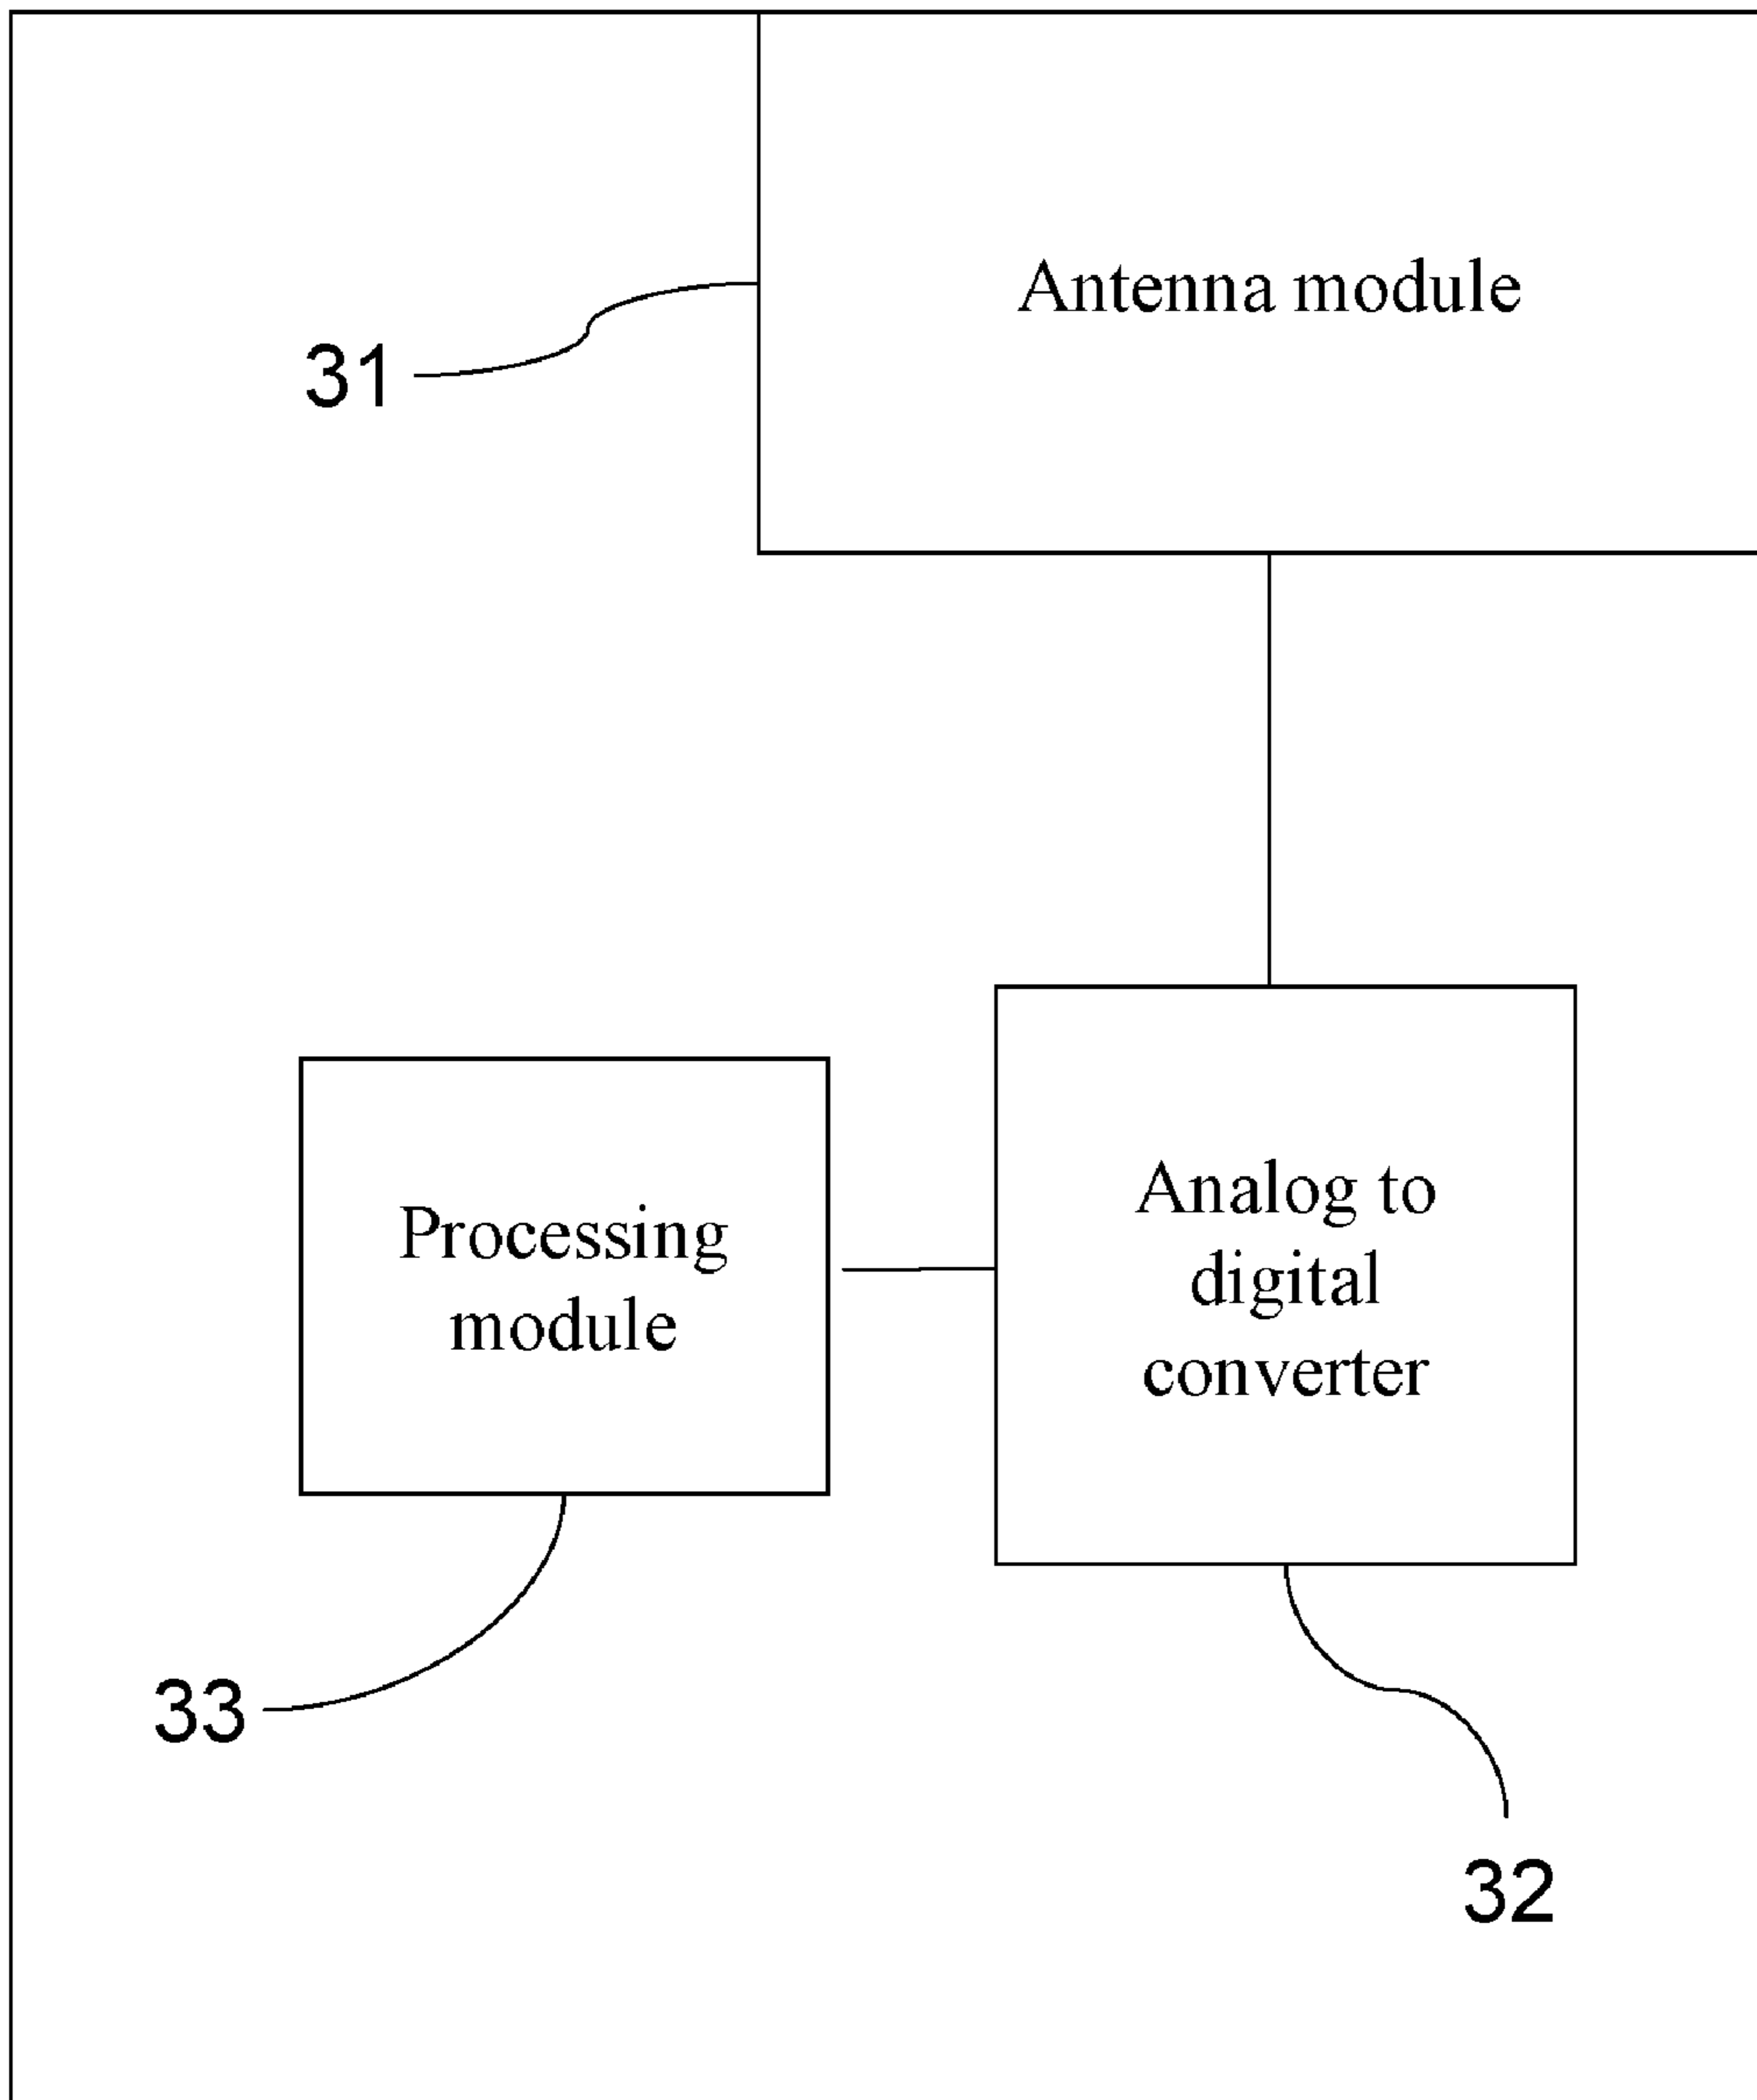 Antenna module
31
Processing
module
Analog to
digital
converter
33
32